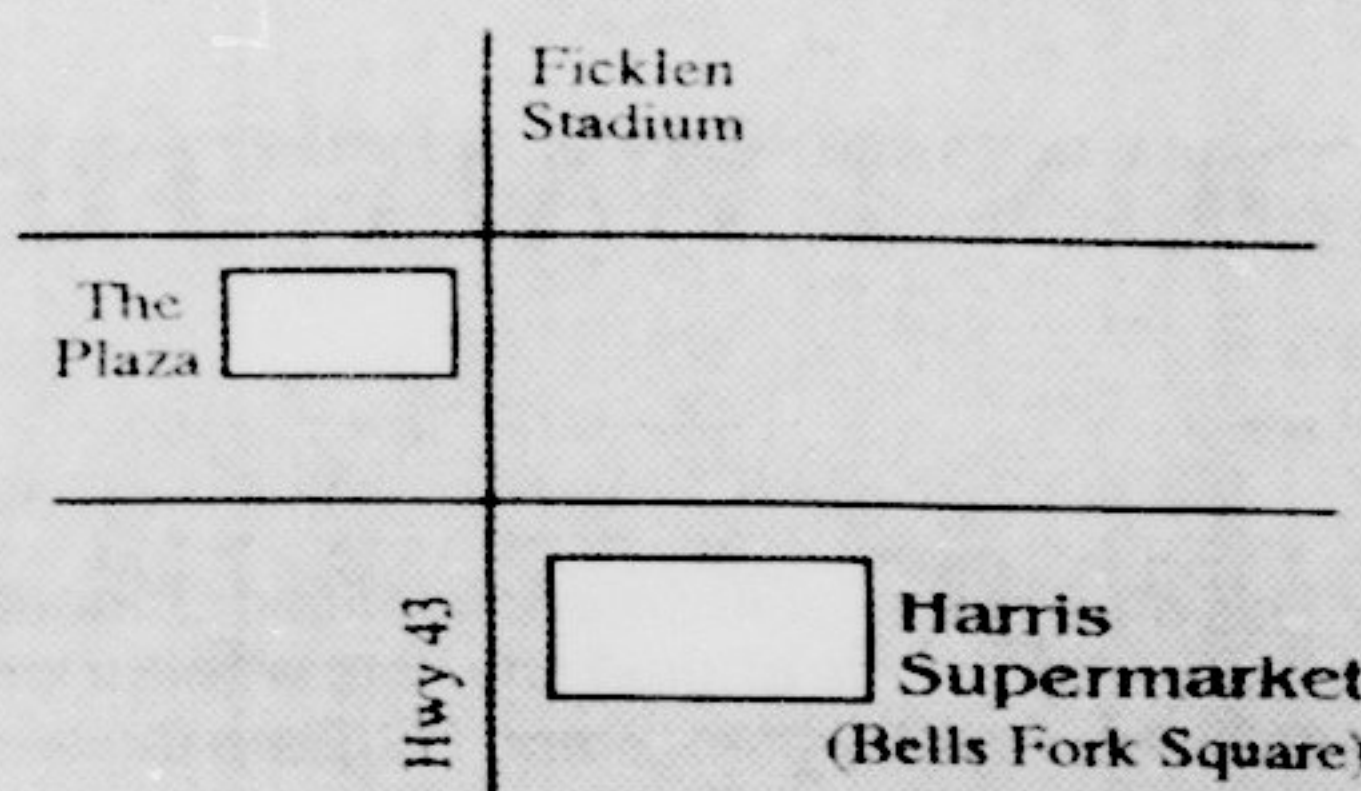 Ficklen
Stadium
The
Plaza
Hwy 43
Harris
Supermarket
(Bells Fork Square)